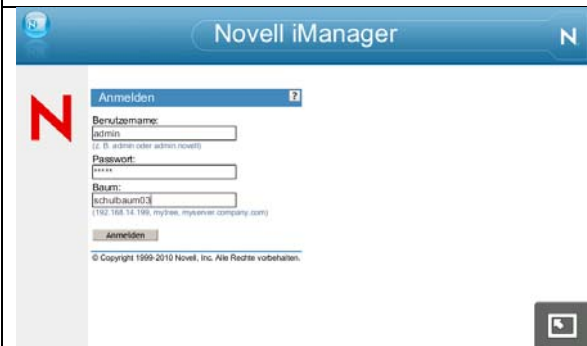 Novell iManager
N
N
Anmelden
?
Benutzername:
admin
(z. B. admin oder admin.novell)
Passwort:
*****
Baum:
schulbaum03
(192.168.14.199, mytree, myserver.company.com)
Anmelden
© Copyright 1999-2010 Novell, Inc. Alle Rechte vorbehalten.